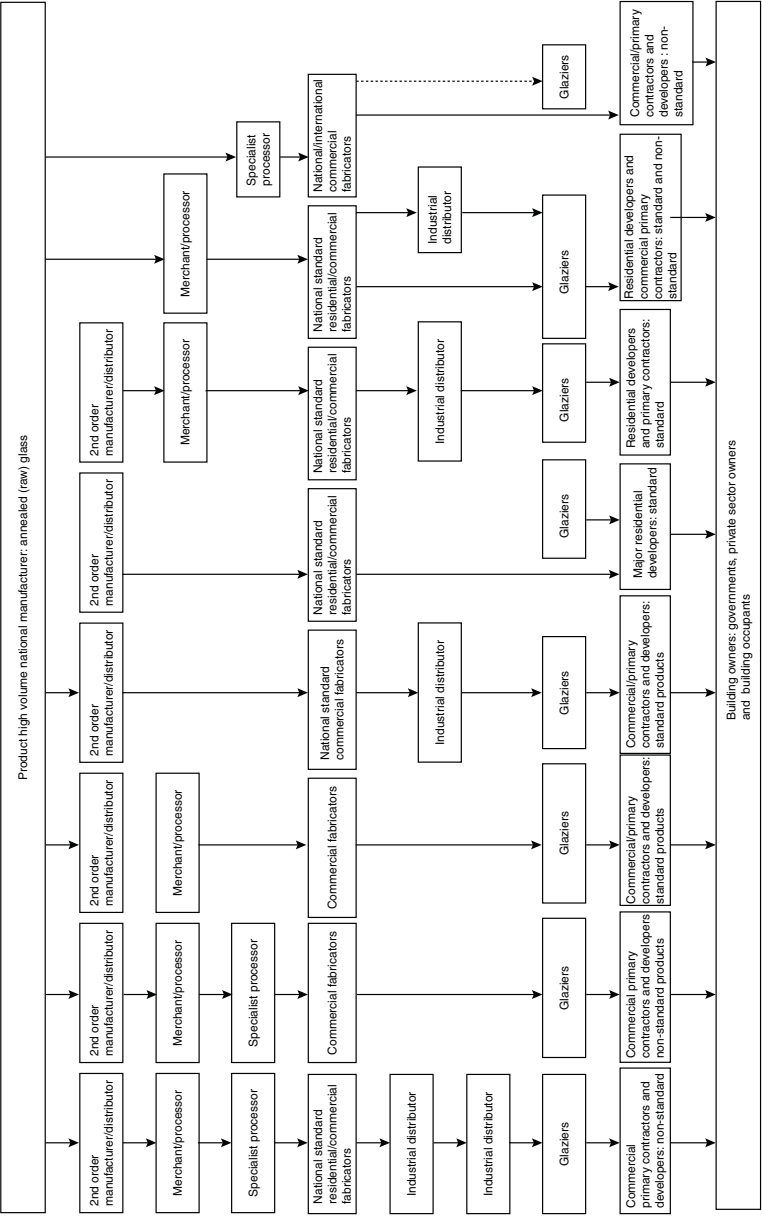 Product high volume national manufacturer: annealed (raw) glass
2nd order
manufacturer/distributor
2nd order
manufacturer/distributor
2nd order
manufacturer/distributor
2nd order
manufacturer/distributor
2nd order
manufacturer/distributor
2nd order
manufacturer/distributor
Merchant/processor
Merchant/processor
Merchant/processor
Merchant/processor
Merchant/processor
Specialist processor
Specialist processor
Specialist
processor
National standard
residential/commercial
fabricators
Commercial fabricators
Commercial fabricators
National standard
commercial fabricators
National standard
residential/commercial
fabricators
National standard
residential/commercial
fabricators
National standard
residential/commercial
fabricators
National/international
commercial
fabricators
Industrial distributor
Industrial distributor
Industrial distributor
Industrial
distributor
Industrial distributor
Glaziers
Glaziers
Glaziers
Glaziers
Glaziers
Glaziers
Glaziers
Glaziers
Commercial
primary contractors and
developers: non-standard
Commercial primary
contractors and developers
non-standard products
Commercial/primary
contractors and developers:
standard products
Commercial/primary
contractors and developers:
standard products
Major residential
developers: standard
Residential developers
and primary contractors:
standard
Residential developers and
commercial primary
contractors: standard and non-
standard
Commercial/primary
contractors and
developers : non-
standard
Building owners: governments, private sector owners
and building occupants